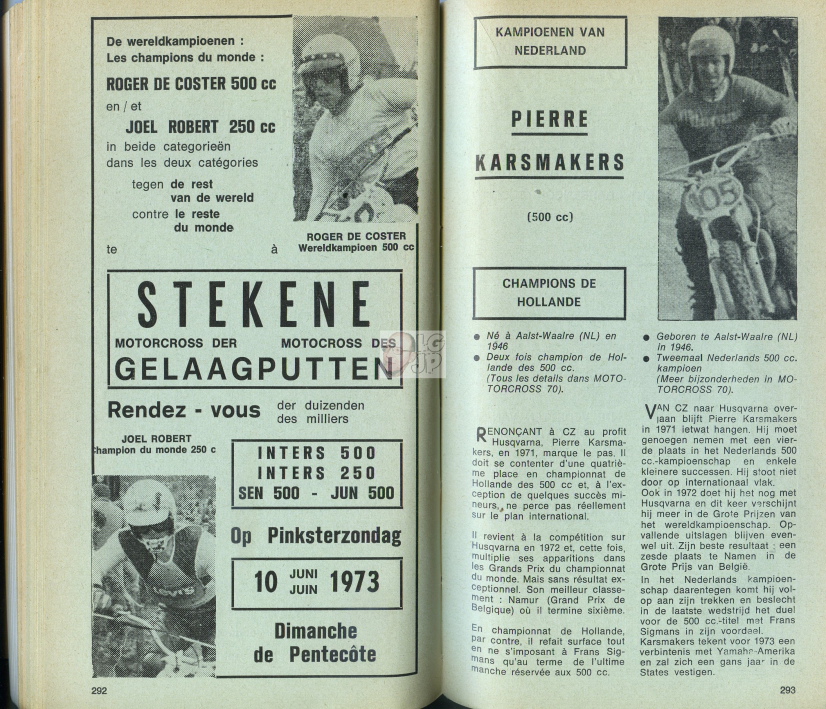 De wereldkampioenen :
Les champions du monde :
ROGER DE COSTER 500 cc
en / et
JOEL ROBERT 250 cc
in beide categorieën
dans les deux catégories
tegen de rest
van de wereld
contre le reste
du monde
te à
ROGER DE COSTER
Wereldkampioen 500 cc
STEKENE
MOTORCROSS DER MOTOCROSS DES
GELAAGPUTTEN
Rendez - vous der duizenden
des milliers
JOEL ROBERT
hampion du monde 250 c
INTERS 500
INTERS 250
SEN 500 - JUN 500
Op Pinksterzondag
10 JUNI 1973
JUIN
Dimanche
de Pentecôte
LEVI'S
292
KAMPIOENEN VAN
NEDERLAND
PIERRE
KARSMAKERS
(500 cc)
CHAMPIONS DE
HOLLANDE
105
● Né à Aalst-Waalre (NL) en
1946
● Deux fois champion de Hol-
lande des 500 cc.
(Tous les details dans MOTO-
TORCROSS 70).
RENONÇANT à CZ au profit
Husqvarna, Pierre Karsma-
kers, en 1971, marque le pas. Il
doit se contenter d'une quatriè-
me place en championnat de
Hollande des 500 cc et, à l'ex-
ception de quelques succès mi-
neurs, ne perce pas réellement
sur le plan international.
Il revient à la compétition sur
Husqvarna en 1972 et, cette fois,
multiplie ses apparitions dans
les Grands Prix du championnat
du monde. Mais sans résultat ex-
ceptionnel. Son meilleur classe-
ment : Namur (Grand Prix de
Belgique) où il termine sixième.
En championnat de Hollande,
par contre, il refait surface tout
en ne s'imposant à Frans Sig-
mans qu'au terme de l'ultime
manche réservée aux 500 cc.
● Geboren te Aalst-Waalre (NL)
in 1946.
● Tweemaal Nederlands 500 cc.
kampioen
(Meer bijzonderheden in MO-
TORCROSS 70).
VAN CZ naar Husqvarna over-
gaan blijft Pierre Karsmakers
in 1971 ietwat hangen. Hij moet
genoegen nemen met een vier-
de plaats in het Nederlands 500
cc.-kampioenschap en enkele
kleinere successen. Hij stoot niet
door op internationaal vlak.
Ook in 1972 doet hij het nog met
Husqvarna en dit keer verschijnt
hij meer in de Grote Prijzen van
het wereldkampioenschap. Op-
vallende uitslagen blijven even-
wel uit. Zijn beste resultaat : een
zesde plaats te Namen in de
Grote Prijs van België.
In het Nederlands kampioen-
schap daarentegen komt hij vol-
op aan zijn trekken en beslecht
in de laatste wedstrijd het duel
voor de 500 cc.-titel met Frans
Sigmans in zijn voordeel.
Karsmakers tekent voor 1973 een
verbintenis met Yamaha-Amerika
en zal zich een gans jaar in de
States vestigen.
293